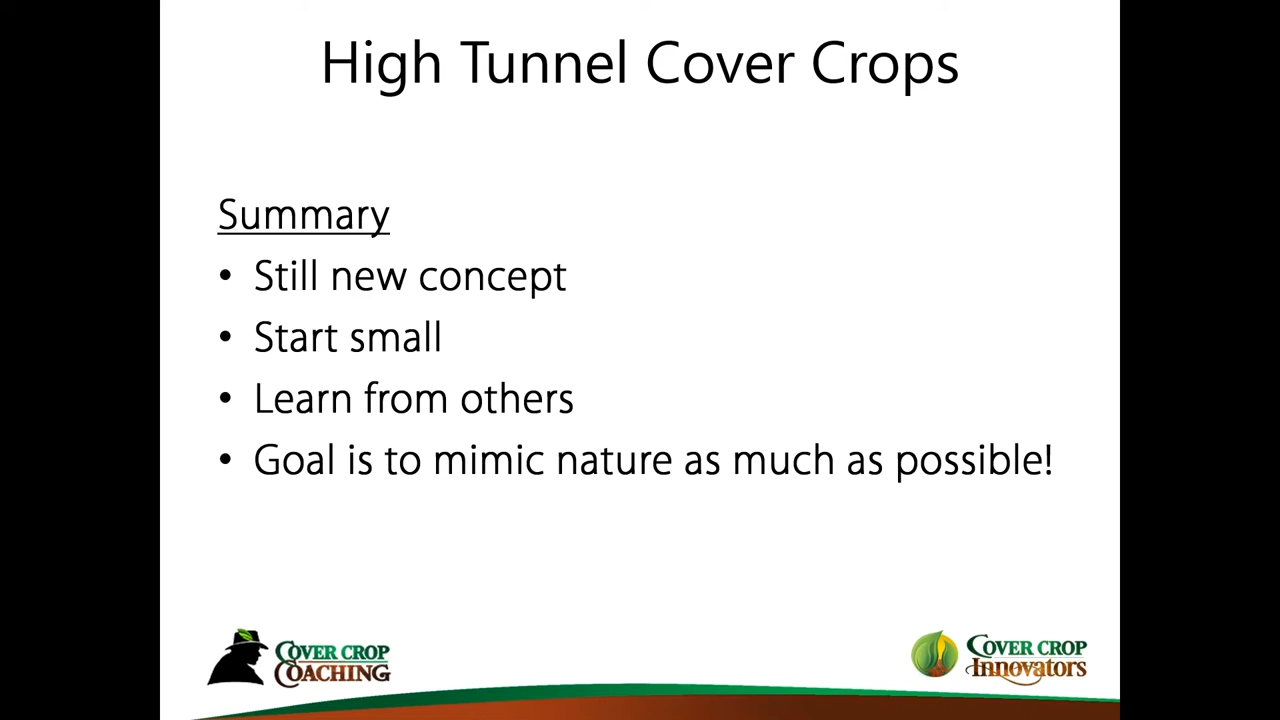 High Tunnel Cover Crops
Summary
• Still new concept
• Start small
• Learn from others
• Goal is to mimic nature as much as possible!
COVER CROP
COACHING
COVER CROP
Innovators